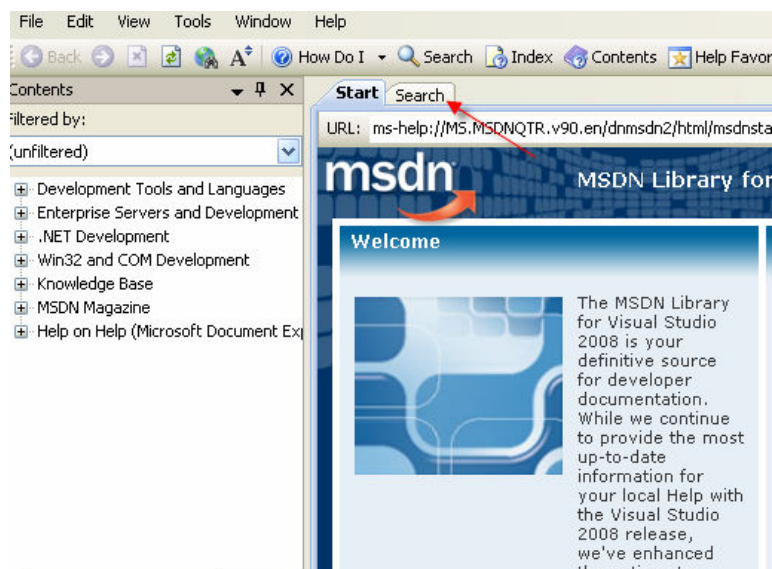 File Edit View Tools Window Help
Back How Do I Search Index Contents Help Favor
Contents
Filtered by:
(unfiltered)
Development Tools and Languages
Enterprise Servers and Development
.NET Development
Win32 and COM Development
Knowledge Base
MSDN Magazine
Help on Help (Microsoft Document Exp
Start Search
URL: ms-help://MS.MSDNQTR.v90.en/dnmsdn2/html/msdnsta
msdn MSDN Library for
Welcome
The MSDN Library
for Visual Studio
2008 is your
definitive source
for developer
documentation.
While we continue
to provide the most
up-to-date
information for
your local Help with
the Visual Studio
2008 release,
we've enhanced